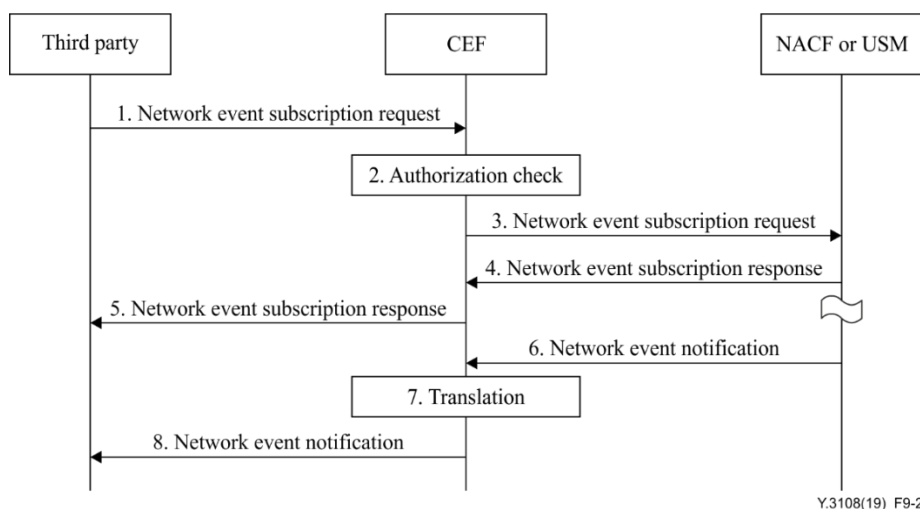 Third party
CEF
NACF or USM
1. Network event subscription request
2. Authorization check
3. Network event subscription request
4. Network event subscription response
5. Network event subscription response
6. Network event notification
7. Translation
8. Network event notification
Y.3108(19)_F9-2